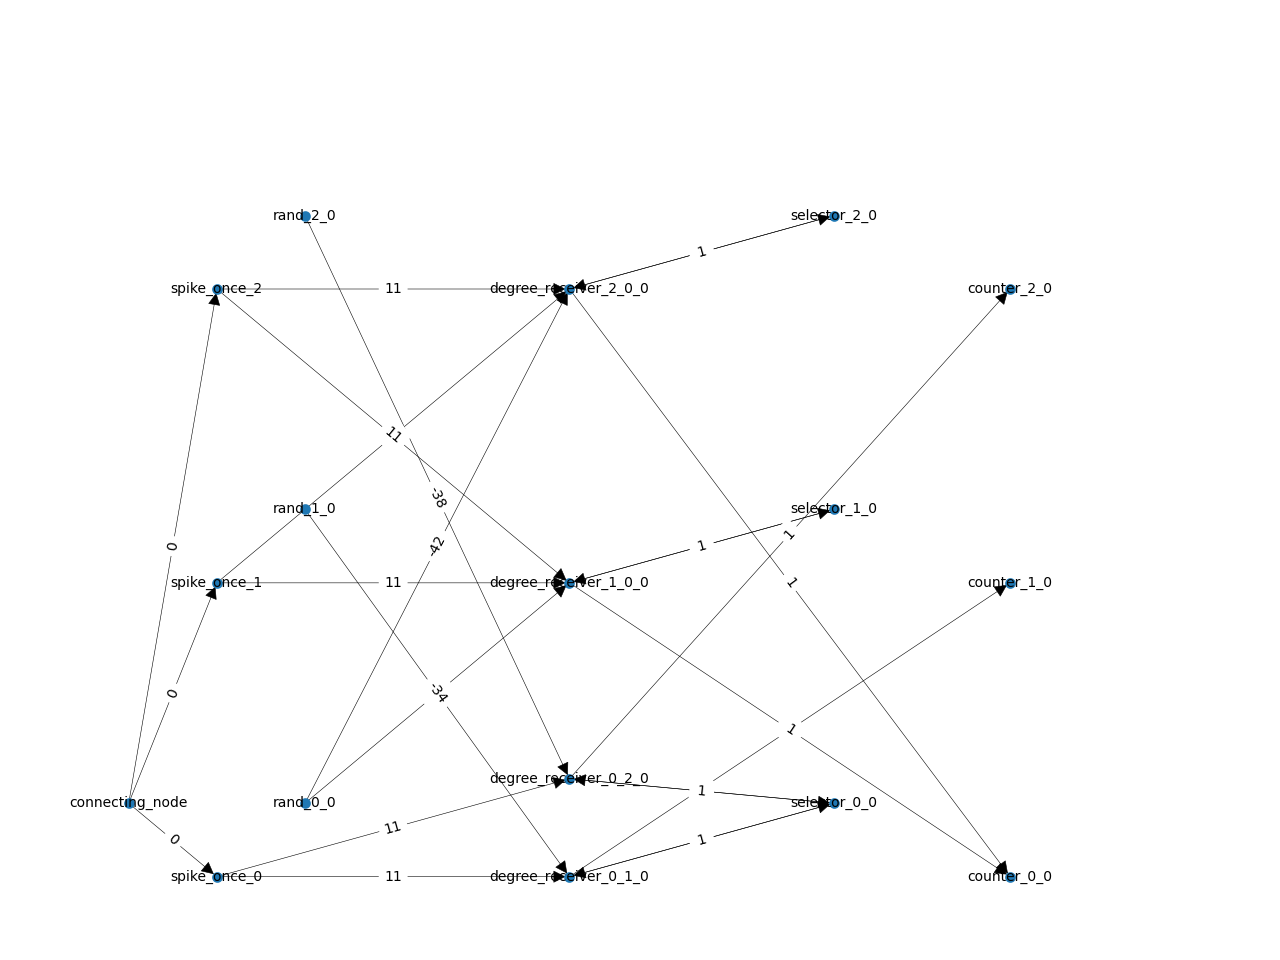 rand_2_0
selector_2_0
1
spike_once_2
11
degree_receiver_2_0_0
counter_2_0
11
-38
rand_1_0
selector_1_0
1
0
-42
1
spike_once_1
11
degree_receiver_1_0_0
1
counter_1_0
0
-34
1
degree_receiver_0_2_0
1
connecting_node
rand_0_0
selector_0_0
11
0
1
spike_once_0
11
degree_receiver_0_1_0
counter_0_0